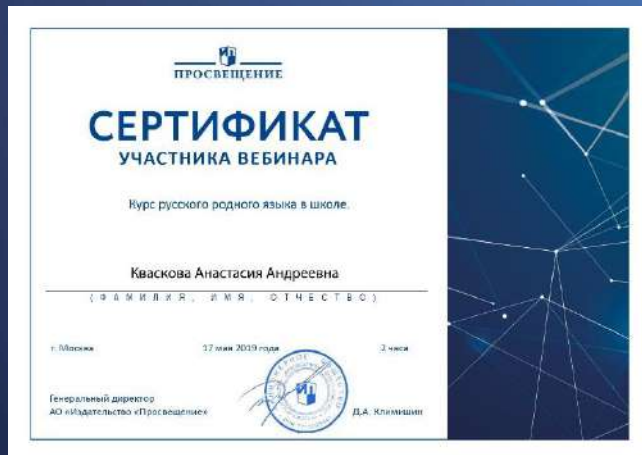 ПРОСВЕЩЕНИЕ
СЕРТИФИКАТ
УЧАСТНИКА ВЕБИНАРА
Курс русского родного языка в школе.
Кваскова Анастасия Андреевна
(ФАМИЛИЯ, ИМЯ, ОТЧЕСТВО)
г. Москва 17 мая 2019 года 2 часа
Генеральный директор
АО «Издательство «Просвещение» Д.А. Климишин